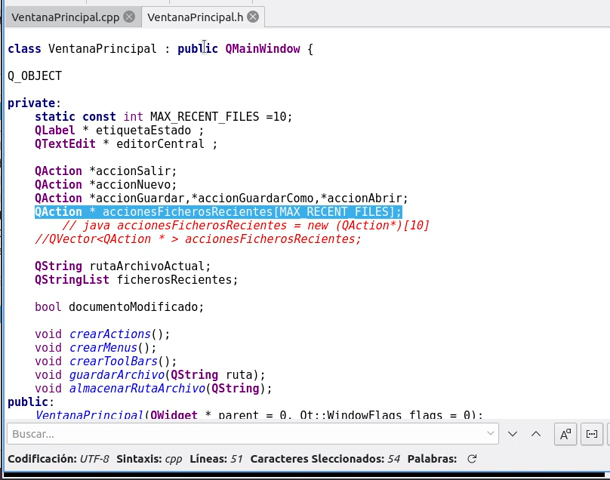 VentanaPrincipal.cpp VentanaPrincipal.h
class VentanaPrincipal : public QMainWindow {
Q_OBJECT
private:
static const int MAX_RECENT_FILES =10;
QLabel * etiquetaEstado ;
QTextEdit * editorCentral ;
QAction *accionSalir;
QAction *accionNuevo;
QAction *accionGuardar,*accionGuardarComo,*accionAbrir;
QAction * accionesFicherosRecientes[MAX_RECENT_FILES];
// java accionesFicherosRecientes = new (QAction*)[10]
//QVector<QAction * > accionesFicherosRecientes;
QString rutaArchivoActual;
QStringList ficherosRecientes;
bool documentoModificado;
void crearActions();
void crearMenus();
void crearToolBars();
void guardarArchivo(QString ruta);
void almacenarRutaArchivo(QString);
public:
VentanaPrincipal(QWidget * parent = 0, Qt::WindowFlags flags = 0);
Buscar...
Codificación: UTF-8 Sintaxis: cpp Líneas: 51 Caracteres Sleccionados: 54 Palabras: